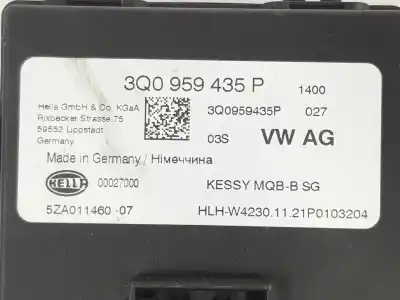 3Q0 959 435 P 1400
Hella GmbH & Co. KGaA
Rixbecker Strasse 75
59552 Lippstadt
Germany
3Q0959435P 027
03S VW AG
Made in Germany / Німеччина
HELLA 00027000 KESSY MQB-B SG
5ZA011460 -07 HLH-W4230.11.21P0103204